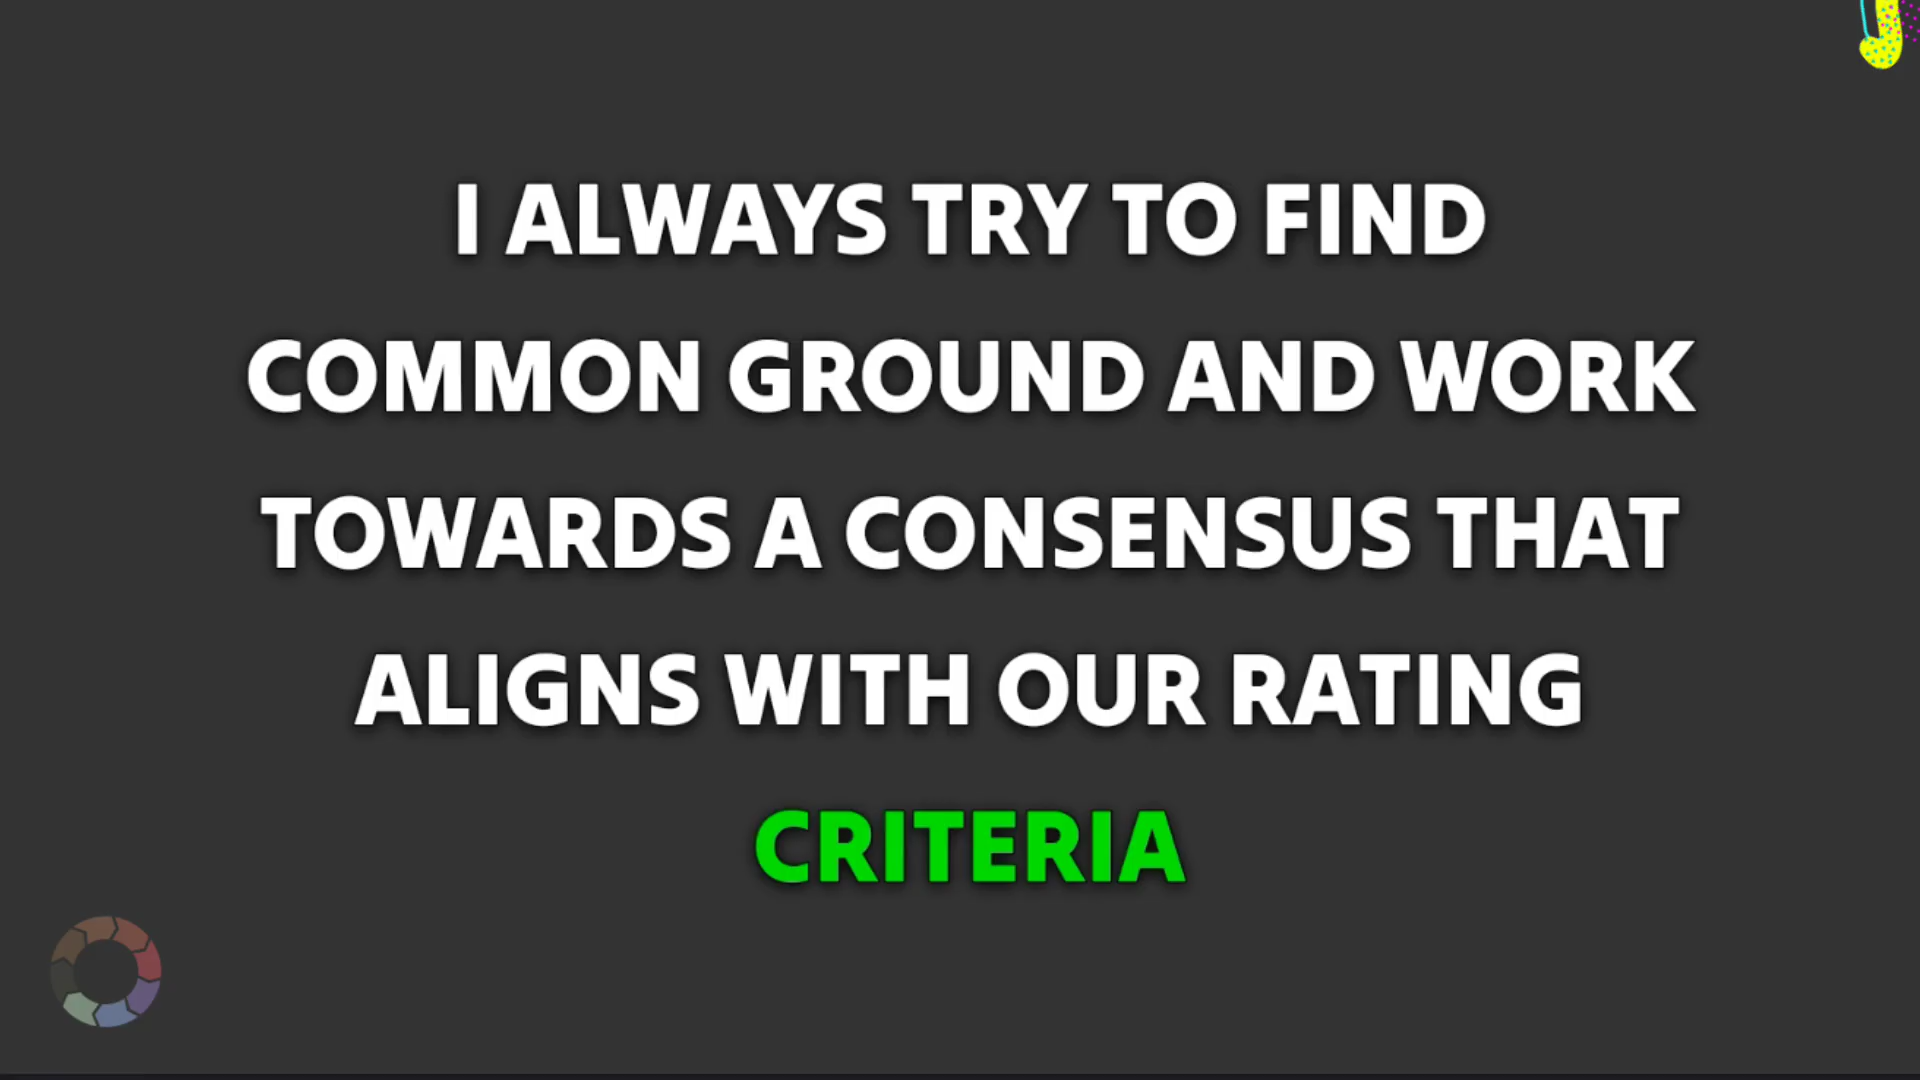 I ALWAYS TRY TO FIND
COMMON GROUND AND WORK
TOWARDS A CONSENSUS THAT
ALIGNS WITH OUR RATING
CRITERIA